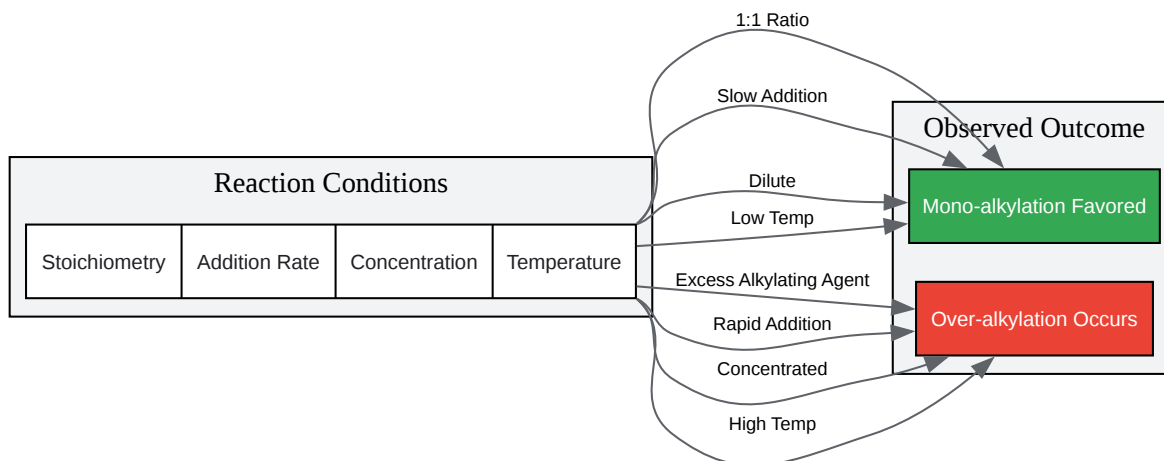 1:1 Ratio
Slow Addition
Observed Outcome
Reaction Conditions
Dilute
Mono-alkylation Favored
Low Temp
Stoichiometry
Addition Rate
Concentration
Temperature
Excess Alkylating Agent
Over-alkylation Occurs
Rapid Addition
Concentrated
High Temp